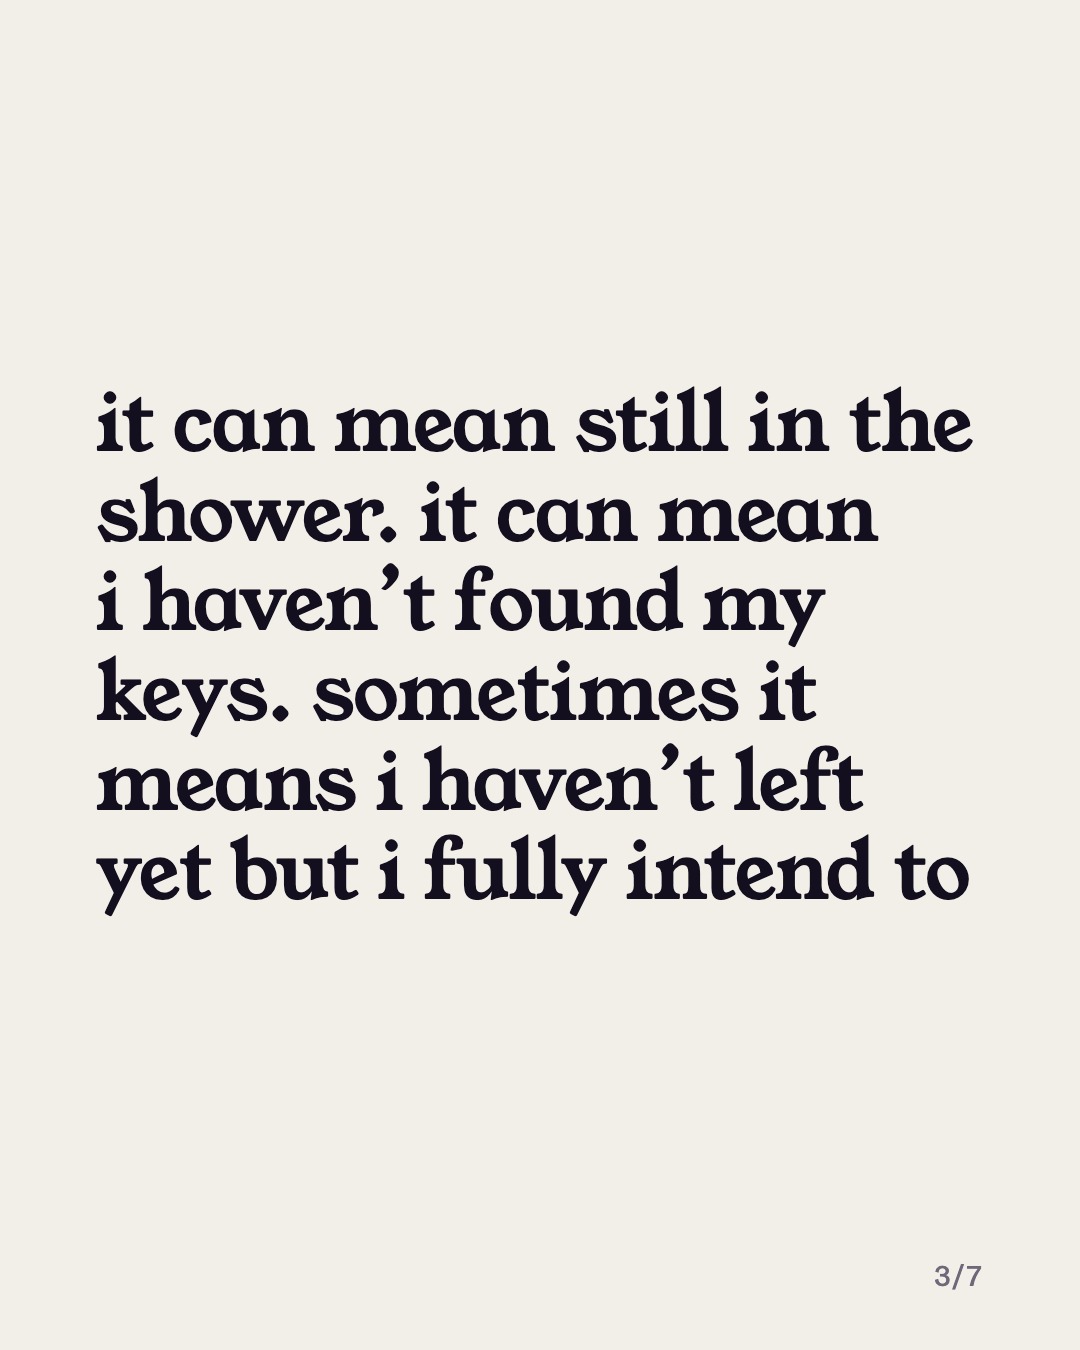 it can mean still in the
shower. it can mean
i haven’t found my
keys. sometimes it
means i haven’t left
yet but i fully intend to
3/7